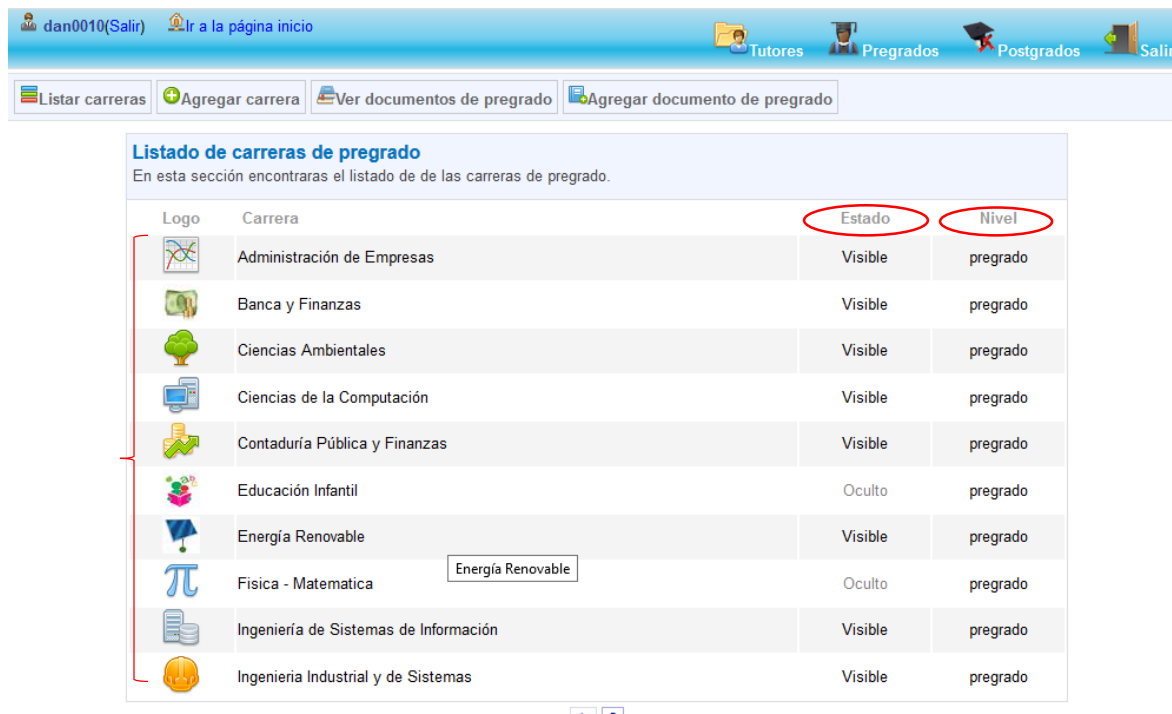 dan0010(Salir) Ir a la página inicio
Tutores Pregrados Postgrados Salir
Listar carreras Agregar carrera Ver documentos de pregrado Agregar documento de pregrado
Listado de carreras de pregrado
En esta sección encontraras el listado de de las carreras de pregrado.
Logo Carrera Estado Nivel
Administración de Empresas Visible pregrado
Banca y Finanzas Visible pregrado
Ciencias Ambientales Visible pregrado
Ciencias de la Computación Visible pregrado
Contaduría Pública y Finanzas Visible pregrado
Educación Infantil Oculto pregrado
Energía Renovable Visible pregrado
Energía Renovable
Fisica - Matematica Oculto pregrado
Ingeniería de Sistemas de Información Visible pregrado
Ingenieria Industrial y de Sistemas Visible pregrado